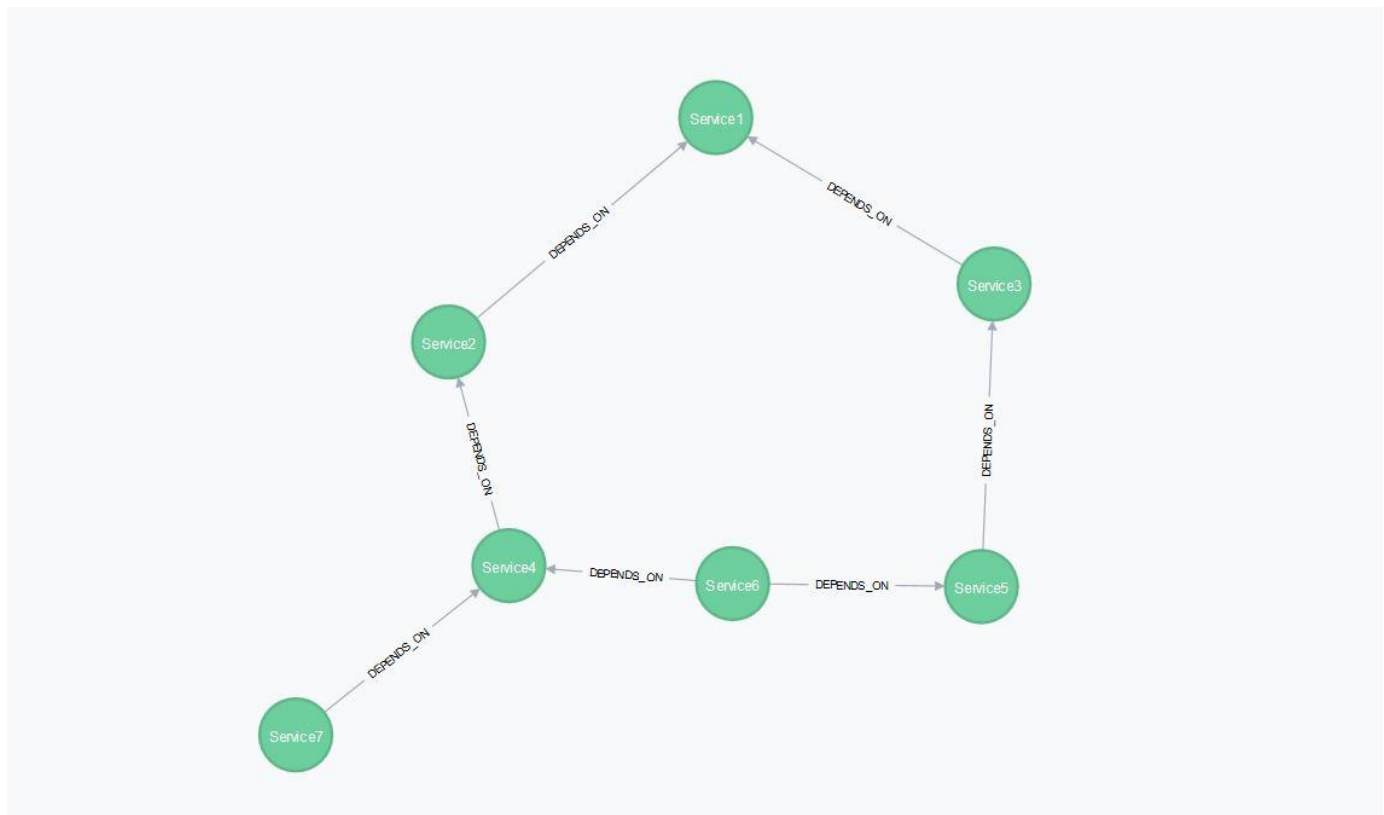 Service1
DEPENDS_ON
DEPENDS_ON
Service3
Service2
DEPENDS_ON
DEPENDS_ON
Service4
DEPENDS_ON
Service6
DEPENDS_ON
Service5
DEPENDS_ON
Service7